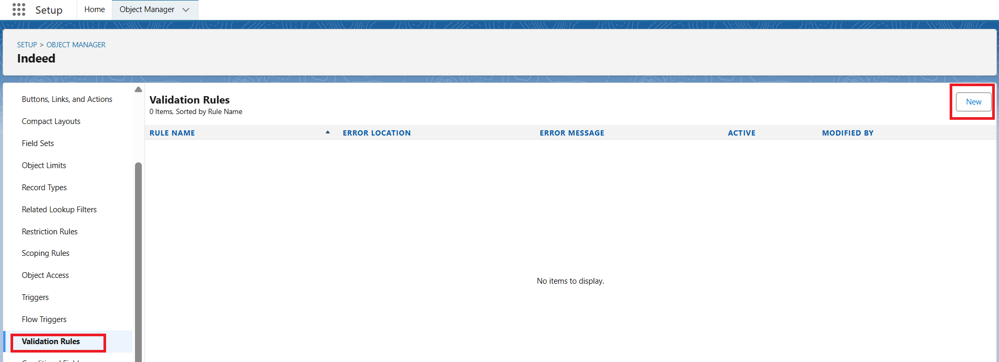 Setup
Home
Object Manager
SETUP > OBJECT MANAGER
Indeed
Buttons, Links, and Actions
Compact Layouts
Field Sets
Object Limits
Record Types
Related Lookup Filters
Restriction Rules
Scoping Rules
Object Access
Triggers
Flow Triggers
Validation Rules
Validation Rules
0 Items, Sorted by Rule Name
New
RULE NAME
ERROR LOCATION
ERROR MESSAGE
ACTIVE
MODIFIED BY
No items to display.